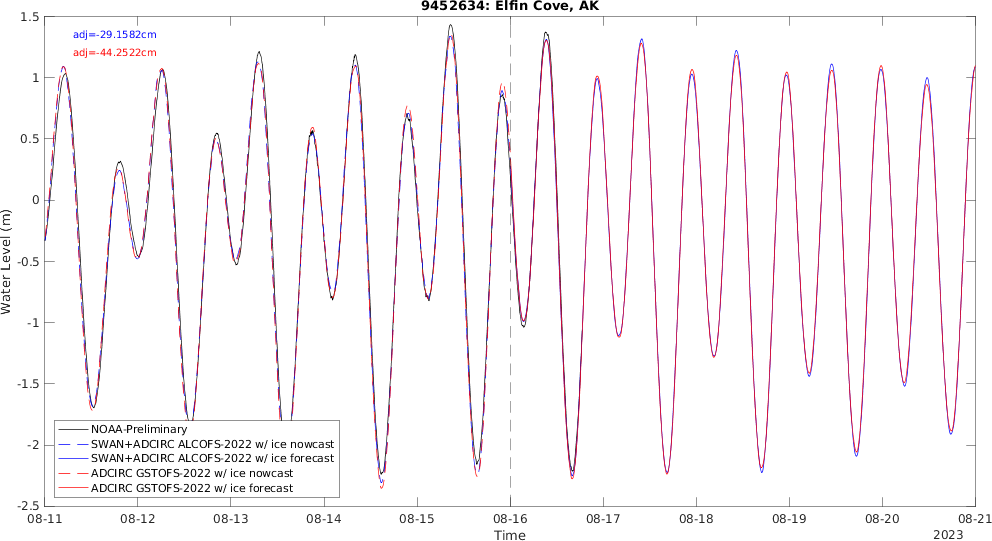 9452634: Elfin Cove, AK
adj=-29.1582cm
adj=-44.2522cm
Water Level (m)
1.5
1
0.5
0
-0.5
-1
-1.5
-2
-2.5
NOAA-Preliminary
SWAN+ADCIRC ALCOFS-2022 w/ ice nowcast
SWAN+ADCIRC ALCOFS-2022 w/ ice forecast
ADCIRC GSTOFS-2022 w/ ice nowcast
ADCIRC GSTOFS-2022 w/ ice forecast
08-11 08-12 08-13 08-14 08-15 08-16 08-17 08-18 08-19 08-20 08-21
Time
2023